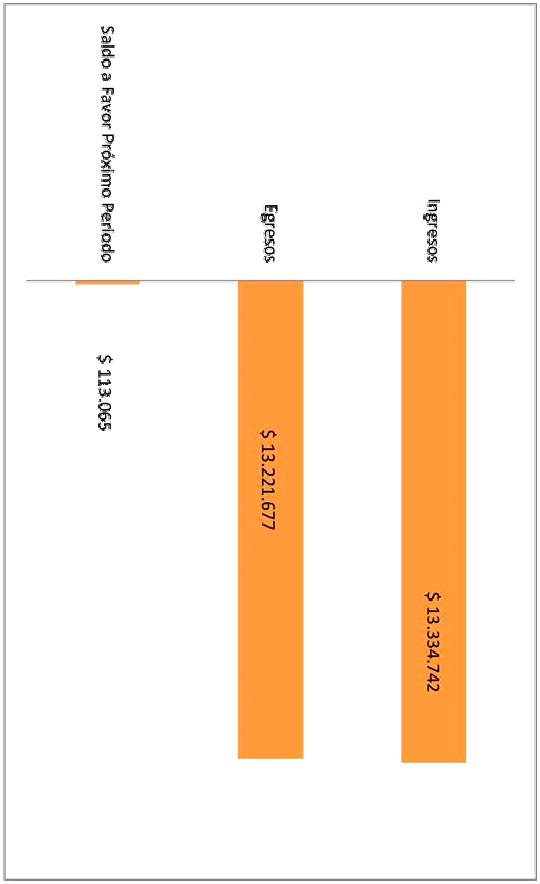 Ingresos
$ 13.334.742
Egresos
$ 13.221.677
Saldo a Favor Próximo Periodo
$ 113.065